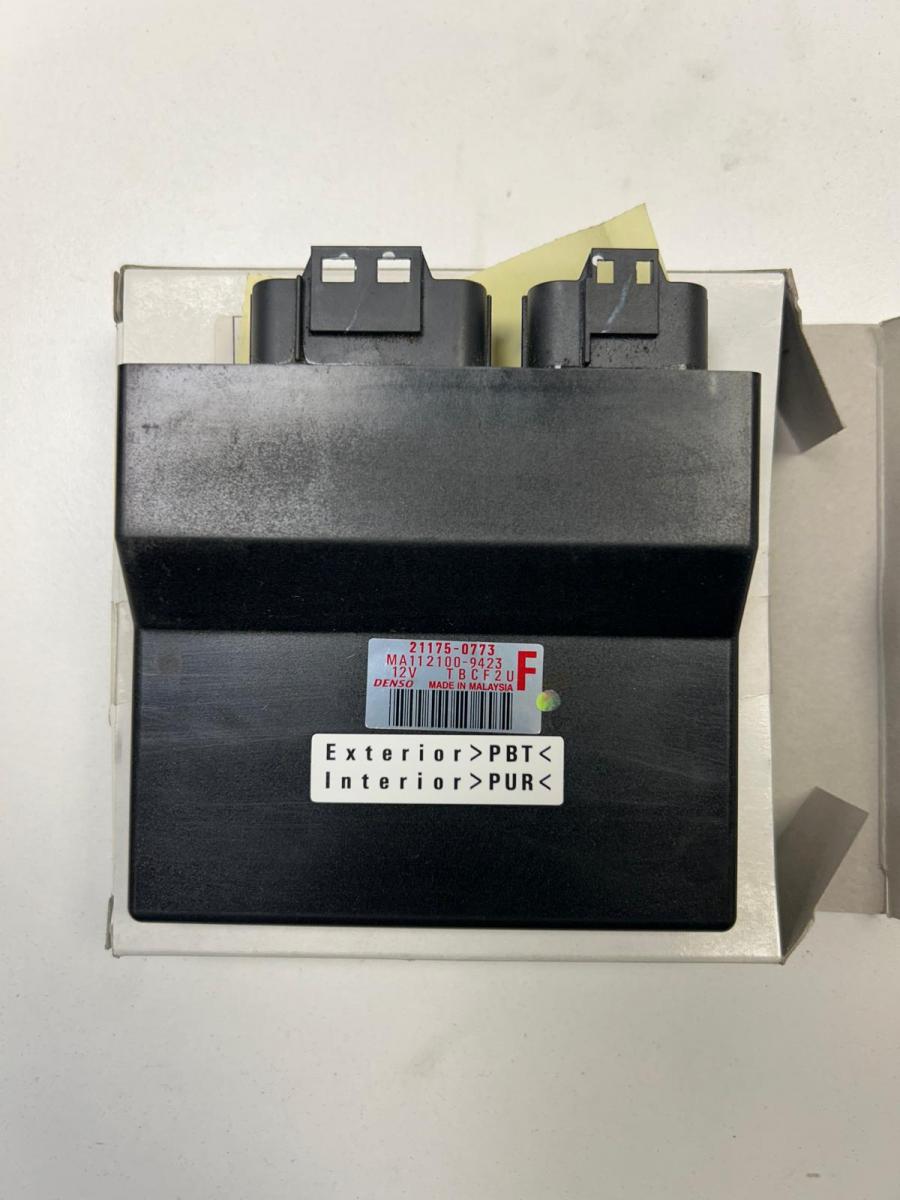 21175-0773
MA112100-9423 F
12V TBCF2U
DENSO MADE IN MALAYSIA
Exterior>PBT<
Interior>PUR<